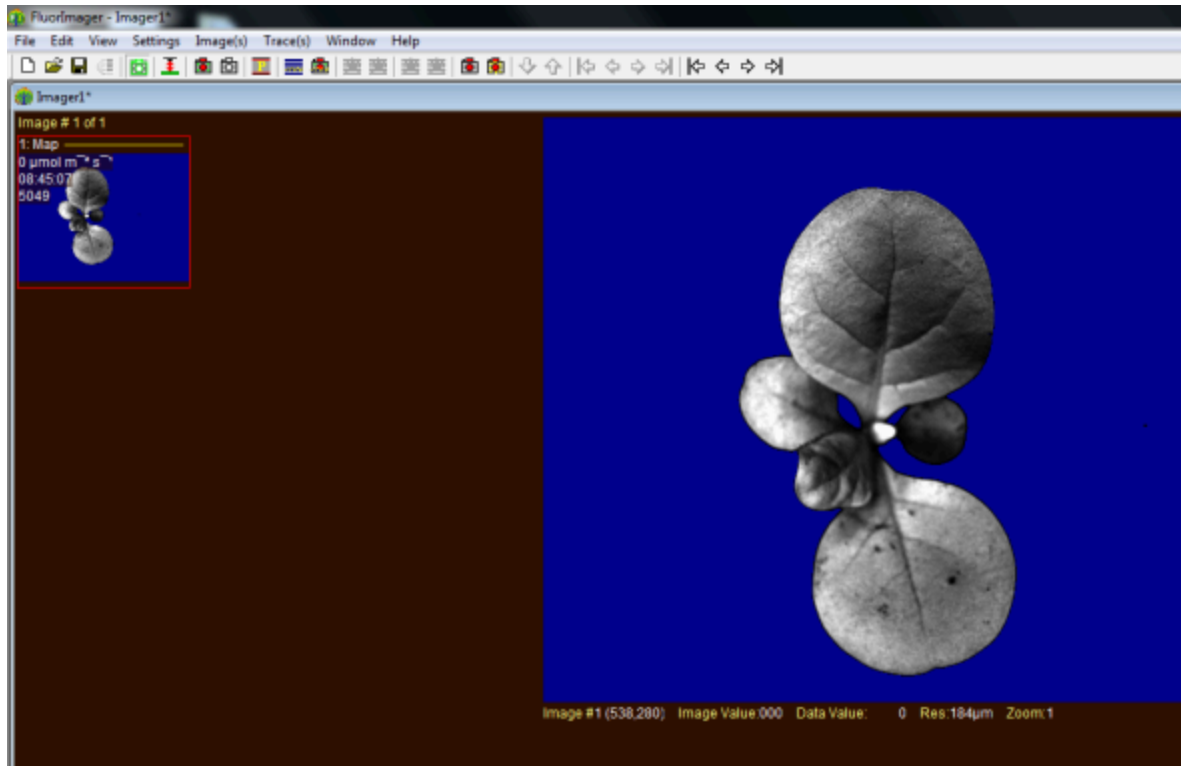 FluorImager - Imager1*
File Edit View Settings Image(s) Trace(s) Window Help
Imager1*
Image # 1 of 1
1: Map
0 µmol m⁻² s⁻¹
08:45:07
5049
Image #1 (538,280) Image Value:000 Data Value: 0 Res:184µm Zoom:1